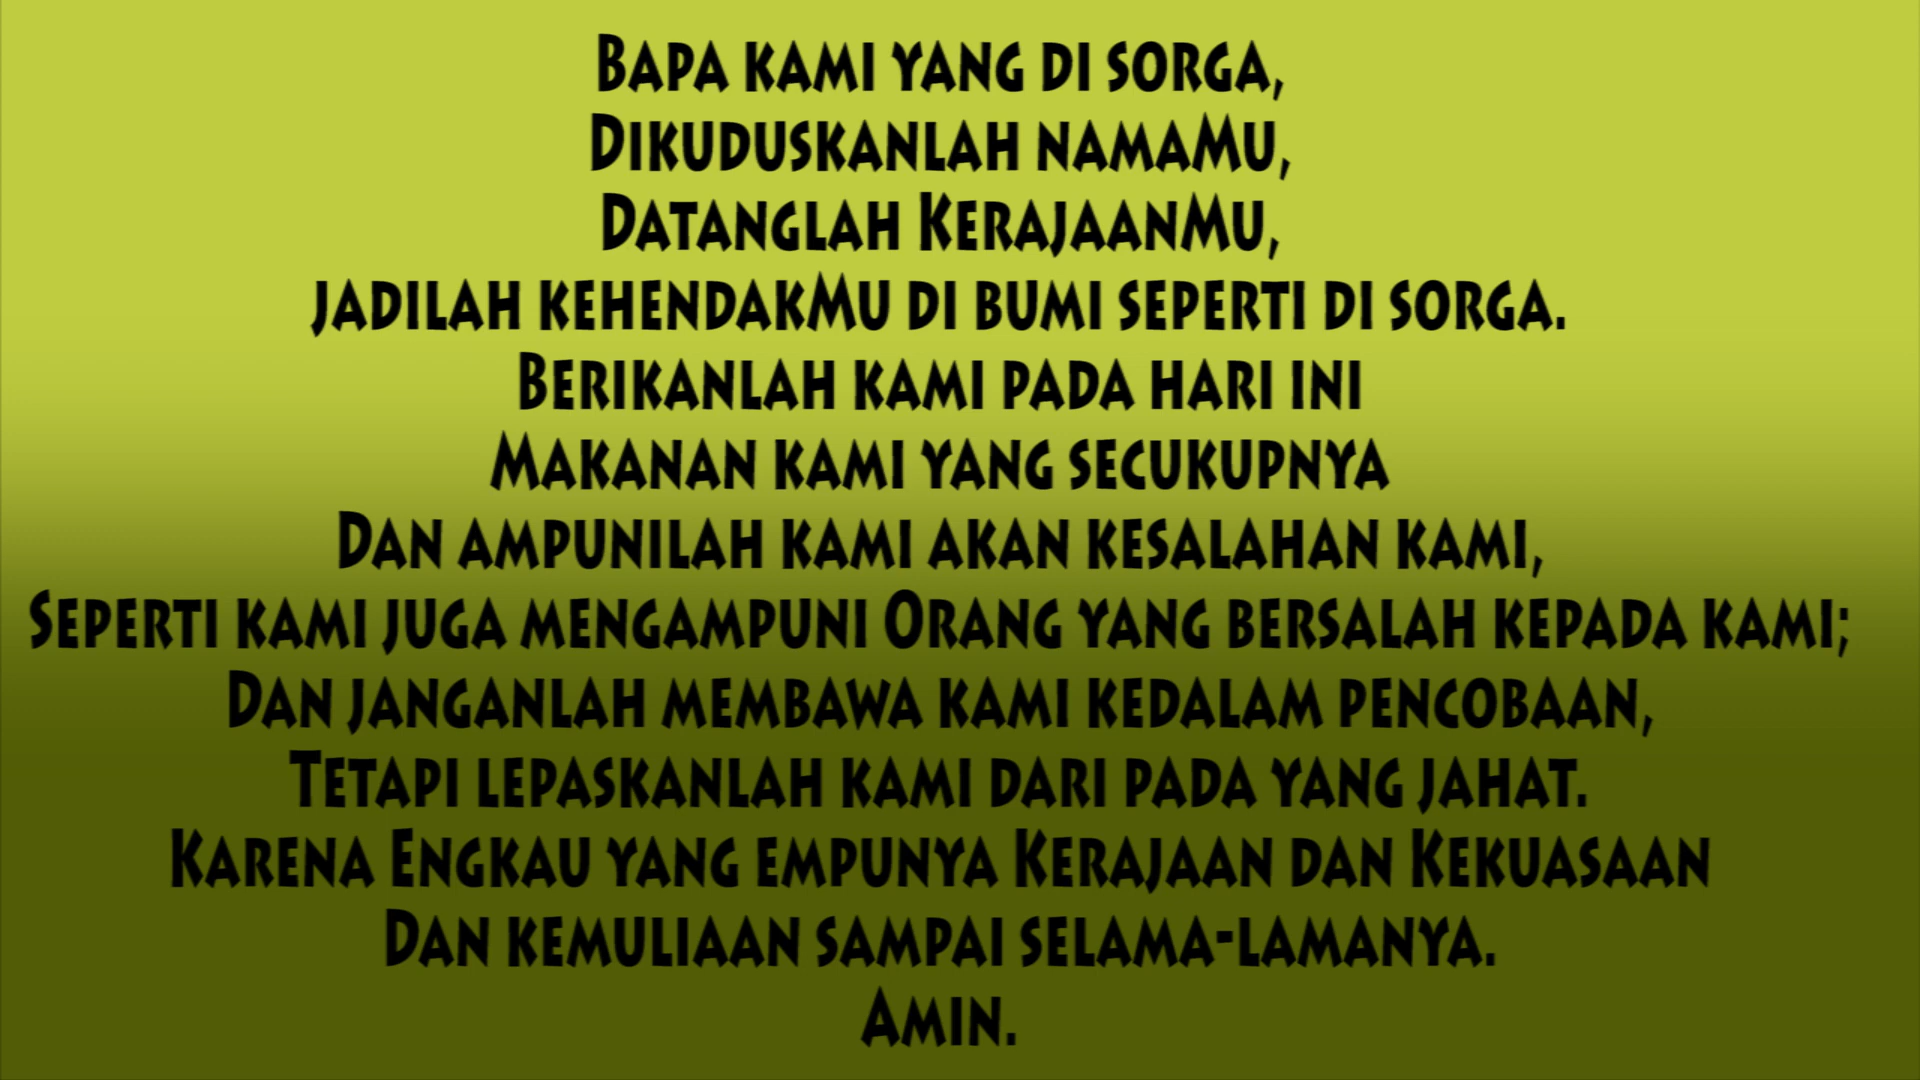 Bapa kami yang di sorga,
Dikuduskanlah namaMu,
Datanglah KerajaanMu,
jadilah kehendakMu di bumi seperti di sorga.
Berikanlah kami pada hari ini
Makanan kami yang secukupnya
Dan ampunilah kami akan kesalahan kami,
Seperti kami juga mengampuni Orang yang bersalah kepada kami;
Dan janganlah membawa kami kedalam pencobaan,
Tetapi lepaskanlah kami dari pada yang jahat.
Karena Engkau yang empunya Kerajaan dan Kekuasaan
Dan kemuliaan sampai selama-lamanya.
Amin.